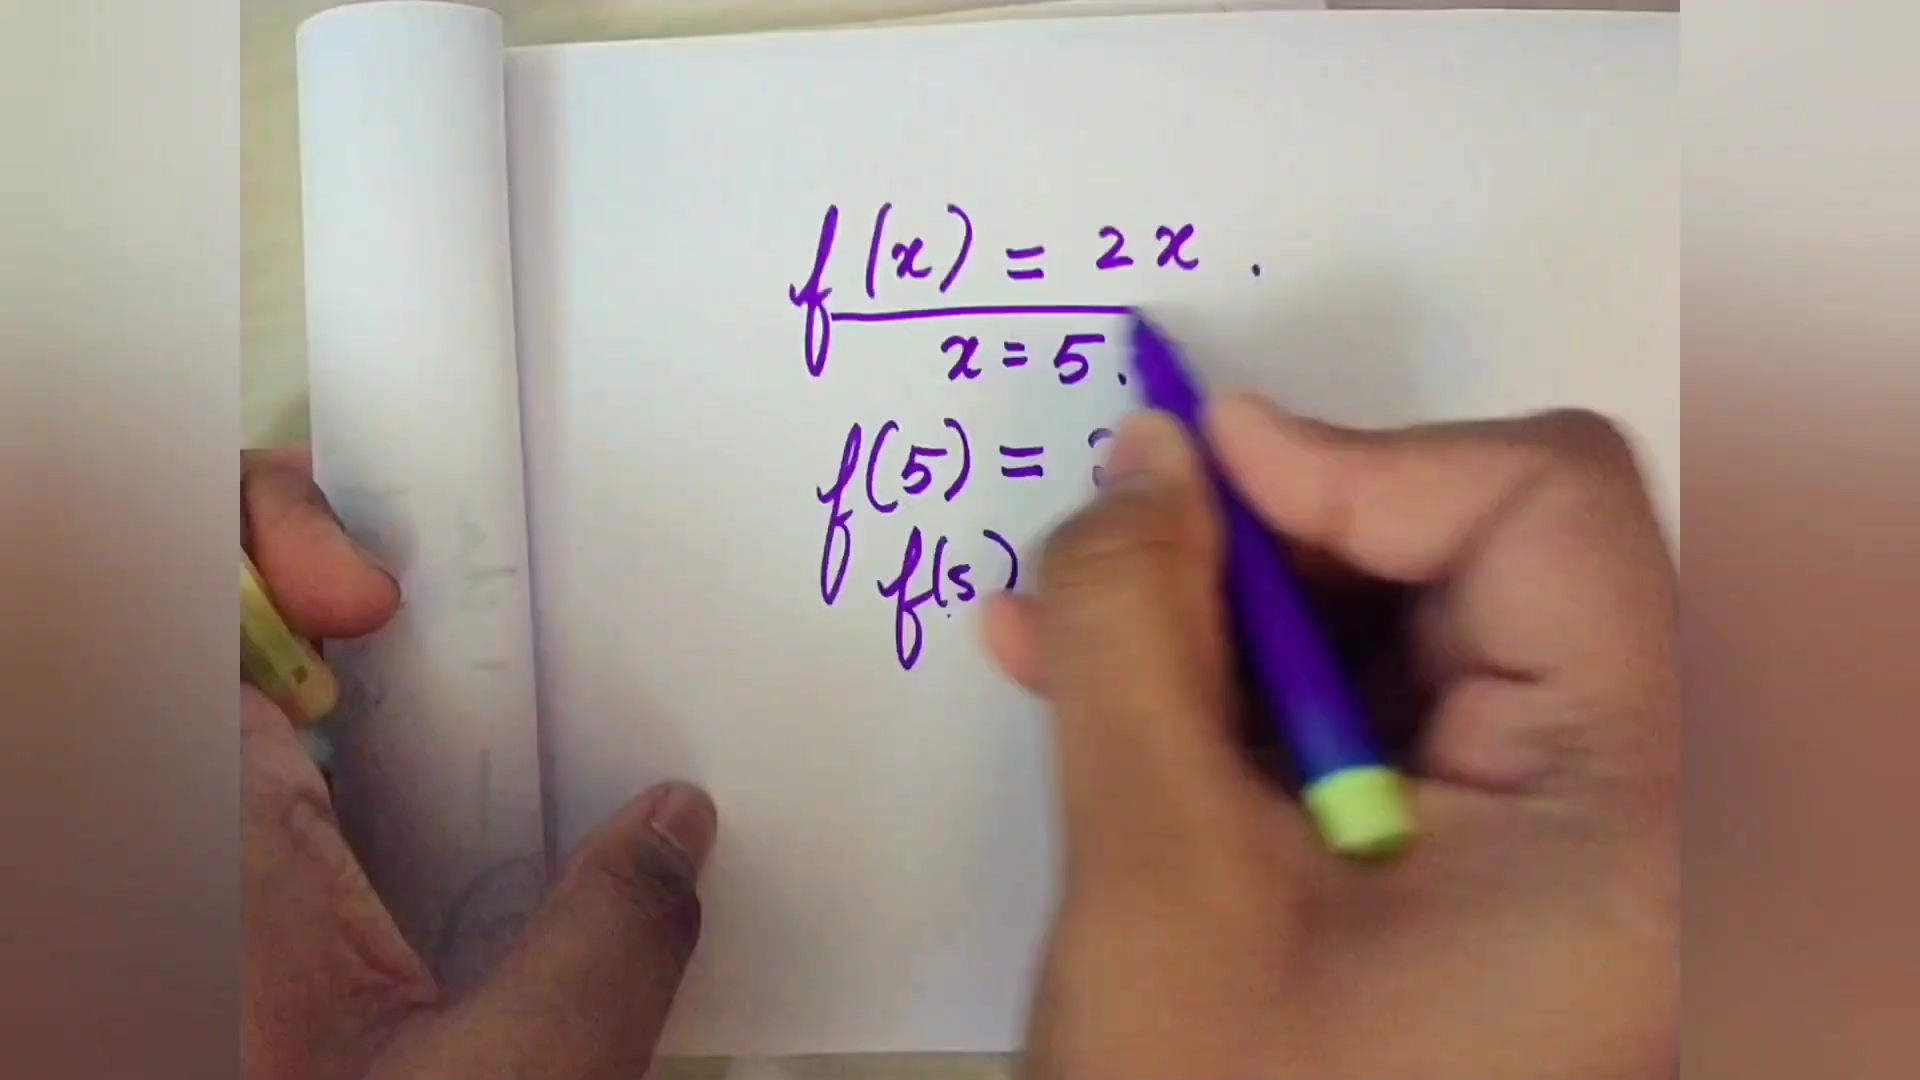 f(x) = 2x.
x = 5.
f(5) =
f(5)